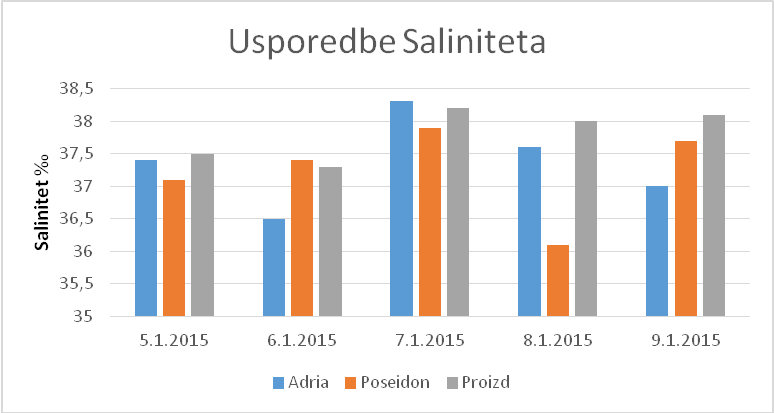 Usporedbe Saliniteta
Salinitet ‰
38,5
38
37,5
37
36,5
36
35,5
35
5.1.2015 6.1.2015 7.1.2015 8.1.2015 9.1.2015
Adria Poseidon Proizd